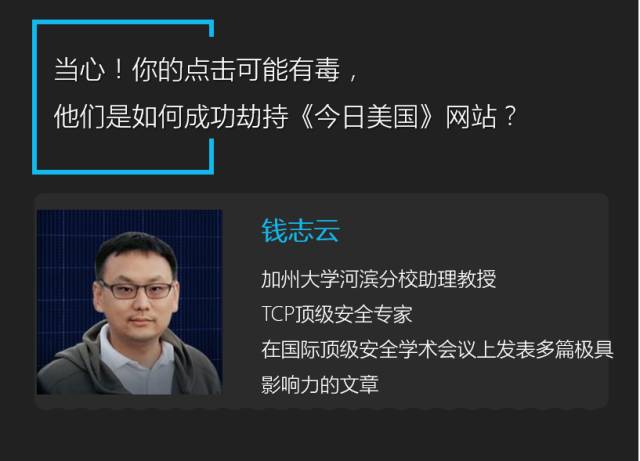 当心！你的点击可能有毒，
他们是如何成功劫持《今日美国》网站？
钱志云
加州大学河滨分校助理教授
TCP顶级安全专家
在国际顶级安全学术会议上发表多篇极具
影响力的文章